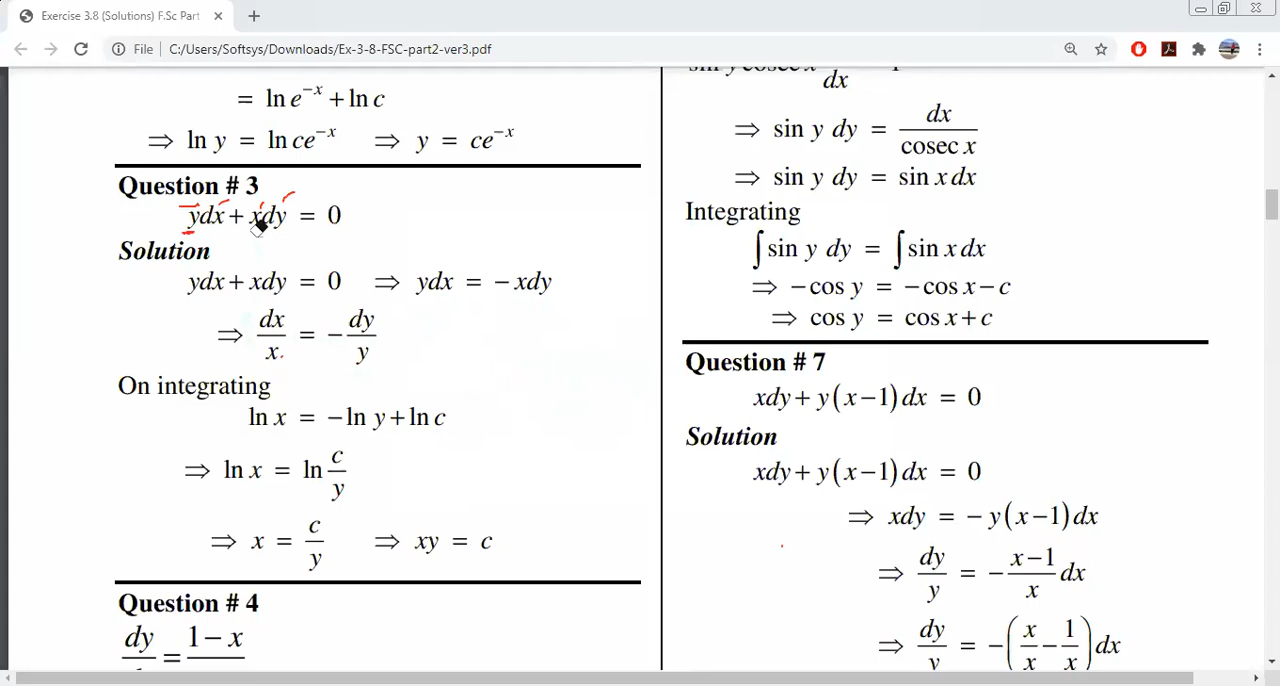 Exercise 3.8 (Solutions) F.Sc Part
File C:/Users/Softsys/Downloads/Ex-3-8-FSC-part2-ver3.pdf
= ln e^{-x} + ln c
⇒ ln y = ln ce^{-x} ⇒ y = ce^{-x}
Question # 3
ydx + xdy = 0
Solution
ydx + xdy = 0 ⇒ ydx = − xdy
⇒ dx/x = − dy/y
On integrating
ln x = − ln y + ln c
⇒ ln x = ln c/y
⇒ x = c/y ⇒ xy = c
Question # 4
dy = 1 − x
dx
⇒ sin y dy = dx/cosec x
⇒ sin y dy = sin x dx
Integrating
∫ sin y dy = ∫ sin x dx
⇒ −cos y = −cos x − c
⇒ cos y = cos x + c
Question # 7
xdy + y(x−1)dx = 0
Solution
xdy + y(x−1)dx = 0
⇒ xdy = − y(x−1)dx
⇒ dy/y = − (x−1)/x dx
⇒ dy/y = −(x/x − 1/x)dx